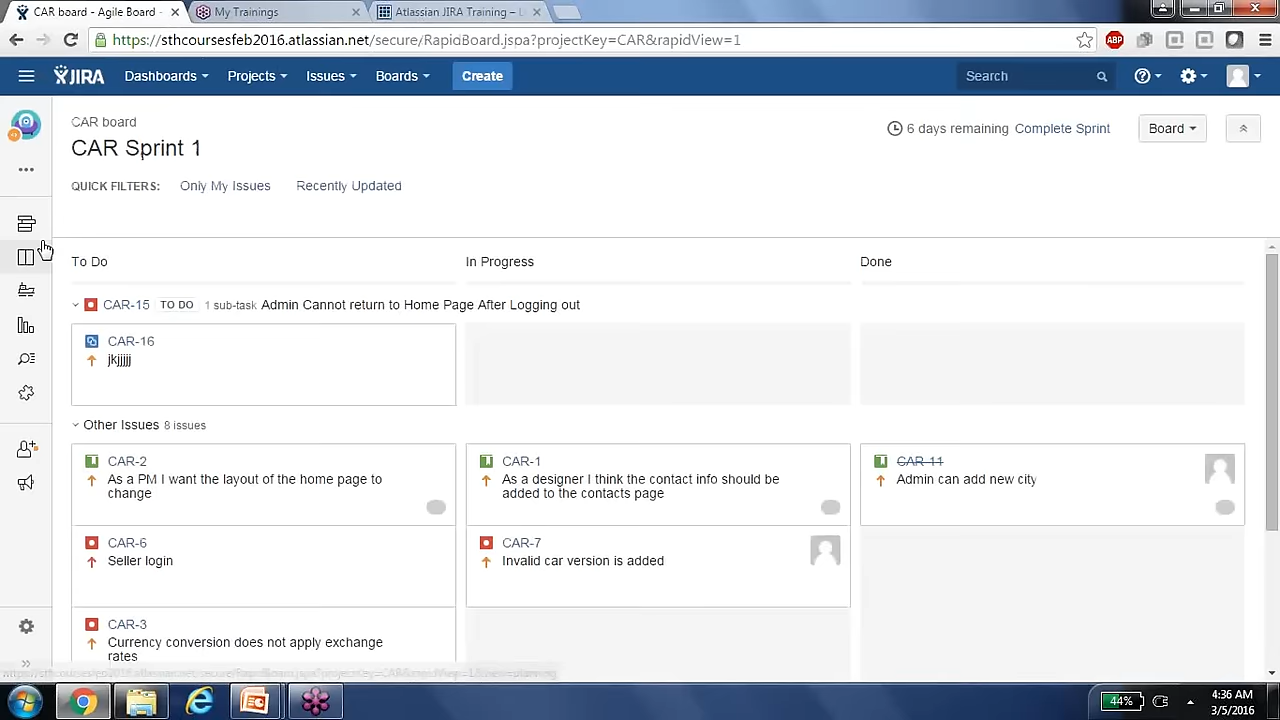 CAR board - Agile Board -
My Trainings
Atlassian JIRA Training –
https://sthcoursesfeb2016.atlassian.net/secure/RapidBoard.jspa?projectKey=CAR&rapidView=1
ABP
JIRA Dashboards Projects Issues Boards Create Search
CAR board
CAR Sprint 1
6 days remaining Complete Sprint Board
QUICK FILTERS: Only My Issues Recently Updated
To Do In Progress Done
CAR-15 TO DO 1 sub-task Admin Cannot return to Home Page After Logging out
CAR-16
jkjjjjj
Other Issues 8 issues
CAR-2
As a PM I want the layout of the home page to
change
CAR-1
As a designer I think the contact info should be
added to the contacts page
CAR-11
Admin can add new city
CAR-6
Seller login
CAR-7
Invalid car version is added
CAR-3
Currency conversion does not apply exchange
rates
44%
4:36 AM
3/5/2016